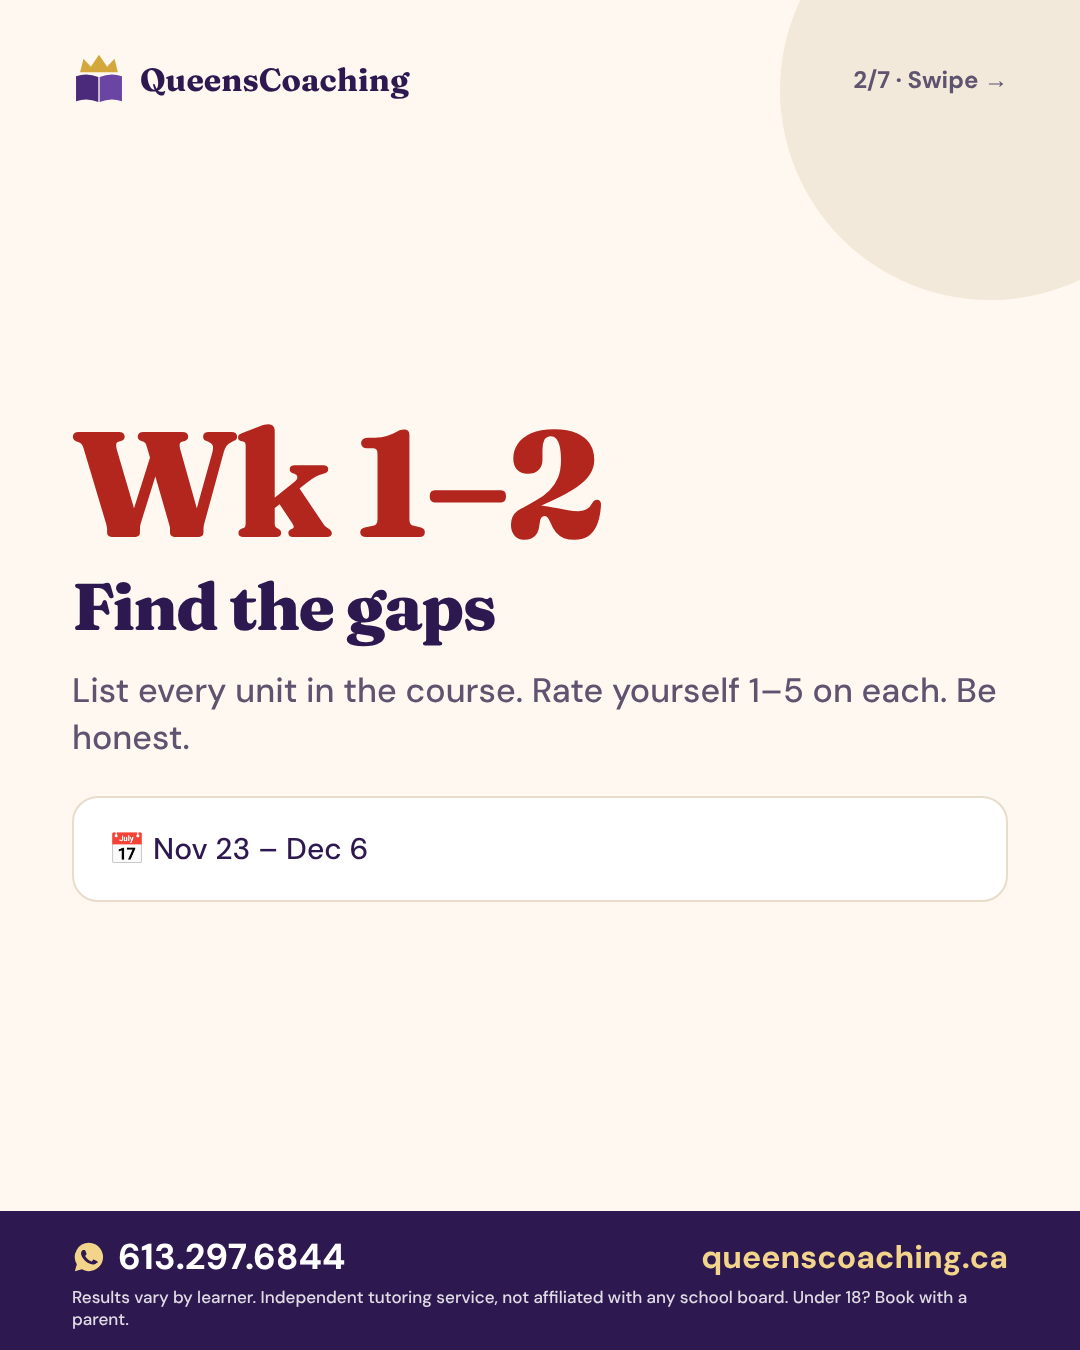 QueensCoaching
2/7 · Swipe →
Wk 1–2
Find the gaps
List every unit in the course. Rate yourself 1–5 on each. Be
honest.
📅 Nov 23 – Dec 6
613.297.6844
queenscoaching.ca
Results vary by learner. Independent tutoring service, not affiliated with any school board. Under 18? Book with a
parent.